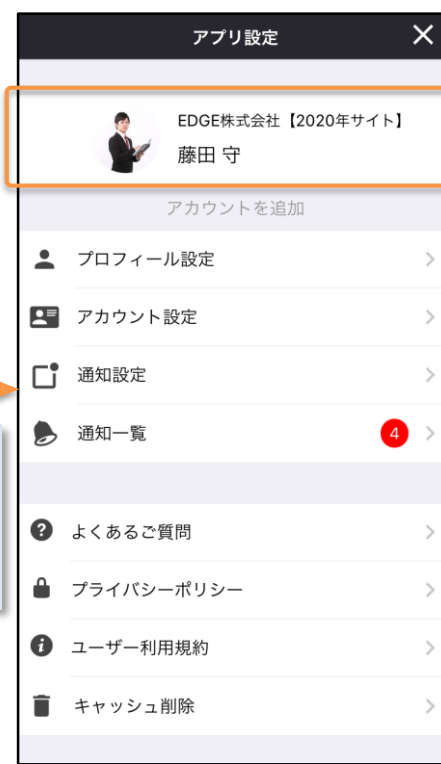 アプリ設定
EDGE株式会社【2020年サイト】
藤田 守
アカウントを追加
プロフィール設定
アカウント設定
通知設定
通知一覧
4
よくあるご質問
プライバシーポリシー
ユーザー利用規約
キャッシュ削除